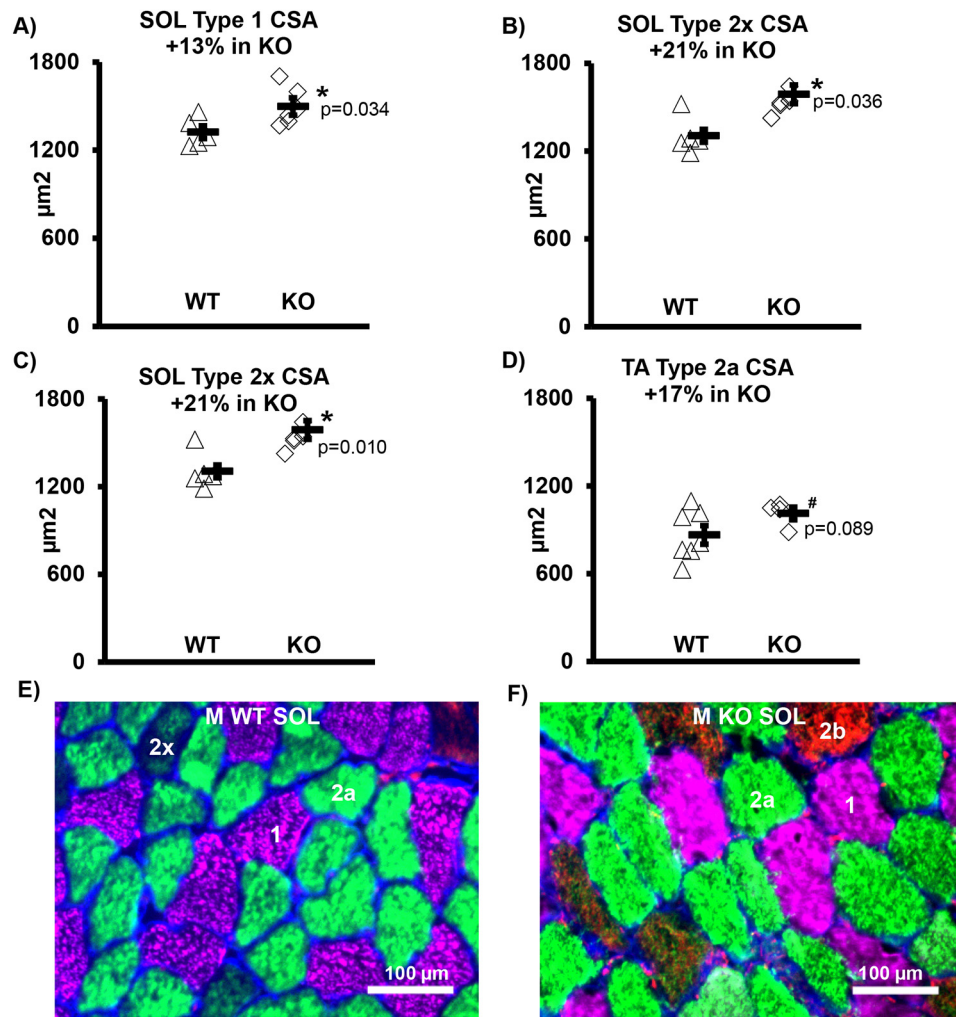 A)
SOL Type 1 CSA
+13% in KO
1800
1200
600
0
µm2
*
p=0.034
WT KO
B)
SOL Type 2x CSA
+21% in KO
1800
1200
600
0
µm2
*
p=0.036
WT KO
C)
SOL Type 2x CSA
+21% in KO
1800
1200
600
0
µm2
*
p=0.010
WT KO
D)
TA Type 2a CSA
+17% in KO
1800
1200
600
0
µm2
#
p=0.089
WT KO
E)
M WT SOL
2x
2a
1
100 µm
F)
M KO SOL
2b
2a
1
100 µm